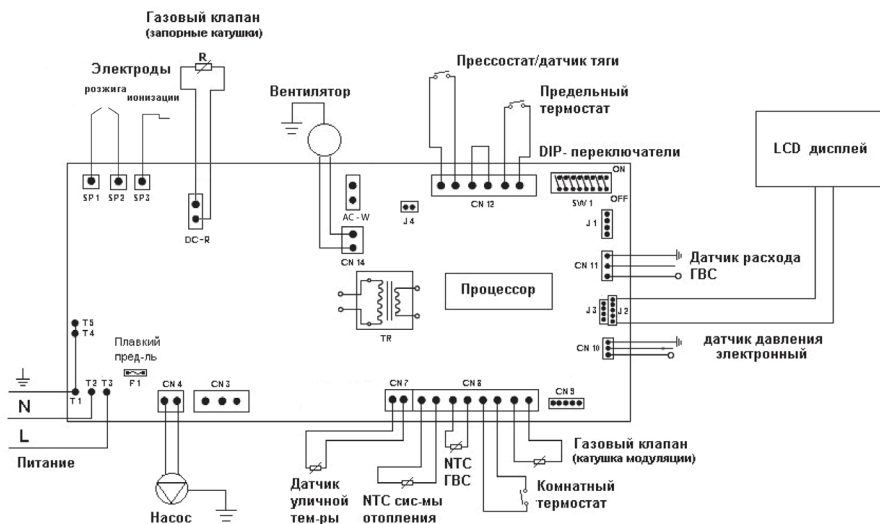 Газовый клапан
(запорные катушки)
R
Электроды
розжига
ионизации
Вентилятор
Прессостат/датчик тяги
Предельный
термостат
DIP- переключатели
LCD дисплей
ON
OFF
SP1
SP2
SP3
DC-R
AC-W
CN 14
J4
CN 12
SW 1
J1
CN 11
Датчик расхода
ГВС
TR
Процессор
J3
J2
T5
T4
Плавкий
пред-ль
F1
CN 10
датчик давления
электронный
T1
T2
T3
CN 4
CN 3
CN 7
CN 8
CN 9
N
L
Питание
Насос
Датчик
уличной
тем-ры
NTC сис-мы
отопления
NTC
ГВС
Газовый клапан
(катушка модуляции)
Комнатный
термостат